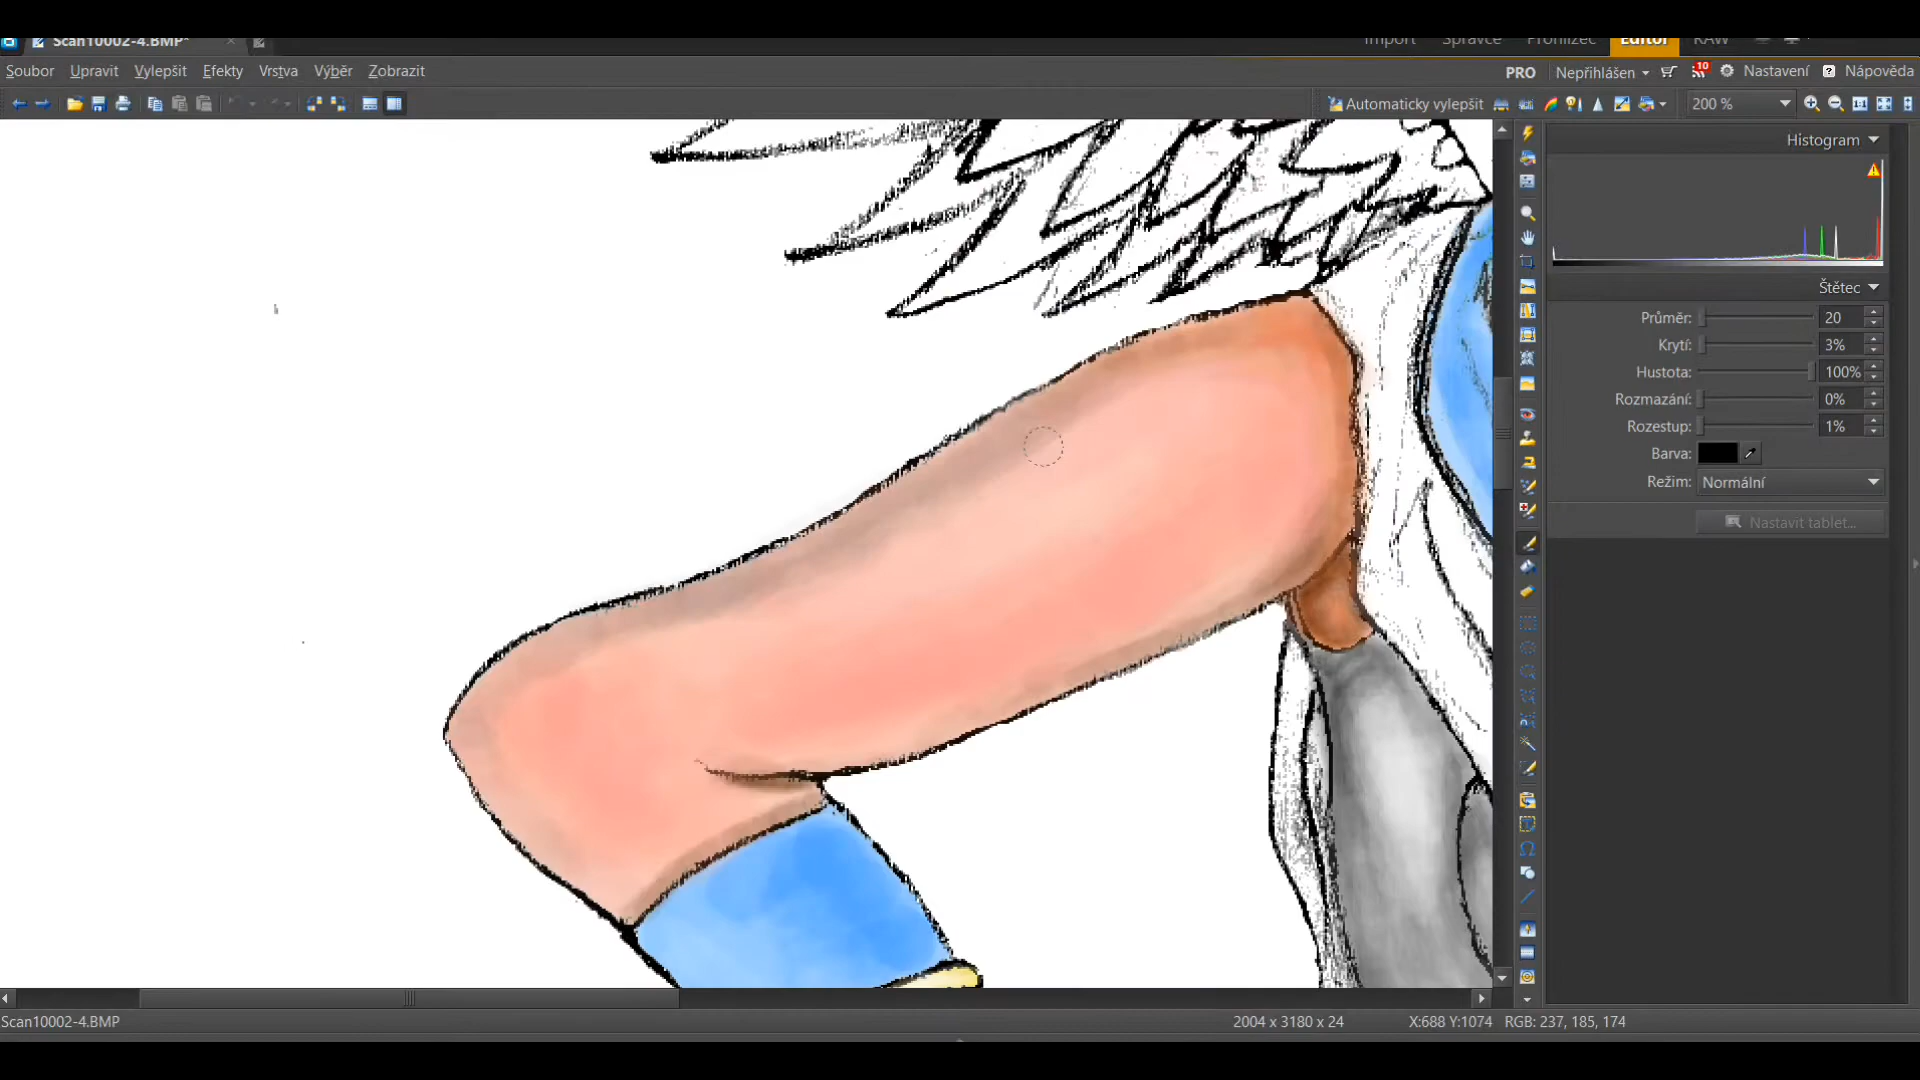 Scan10002-4.BMP*
Import Správce Prohlížeč Editor RAW
Soubor Upravit Vylepšit Efekty Vrstva Výběr Zobrazit
PRO Nepřihlášen 10 Nastavení ? Nápověda
Automaticky vylepšit 200 %
Histogram
Štětec
Průměr: 20
Krytí: 3%
Hustota: 100%
Rozmazání: 0%
Rozestup: 1%
Barva:
Režim: Normální
Nastavit tablet...
Scan10002-4.BMP 2004 x 3180 x 24 X:688 Y:1074 RGB: 237, 185, 174